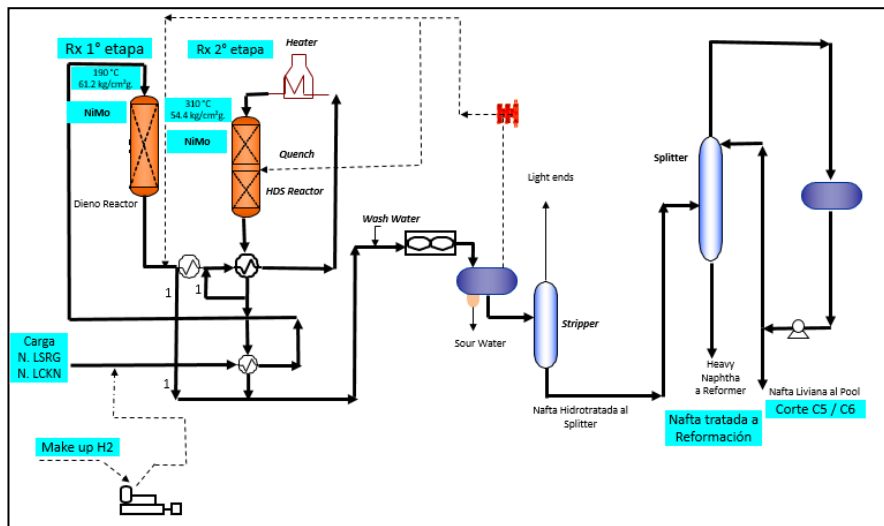 Rx 1° etapa
190 °C
61.2 kg/cm²g.
NiMo
Dieno Reactor
Rx 2° etapa
310 °C
54.4 kg/cm²g.
NiMo
Heater
Quench
HDS Reactor
1
1
1
Carga
N. LSRG
N. LCKN
Make up H2
Wash Water
Sour Water
Light ends
Stripper
Nafta Hidrotratada al
Splitter
Splitter
Heavy
Naphtha
a Reformer
Nafta tratada a
Reformación
Nafta Liviana al Pool
Corte C5 / C6